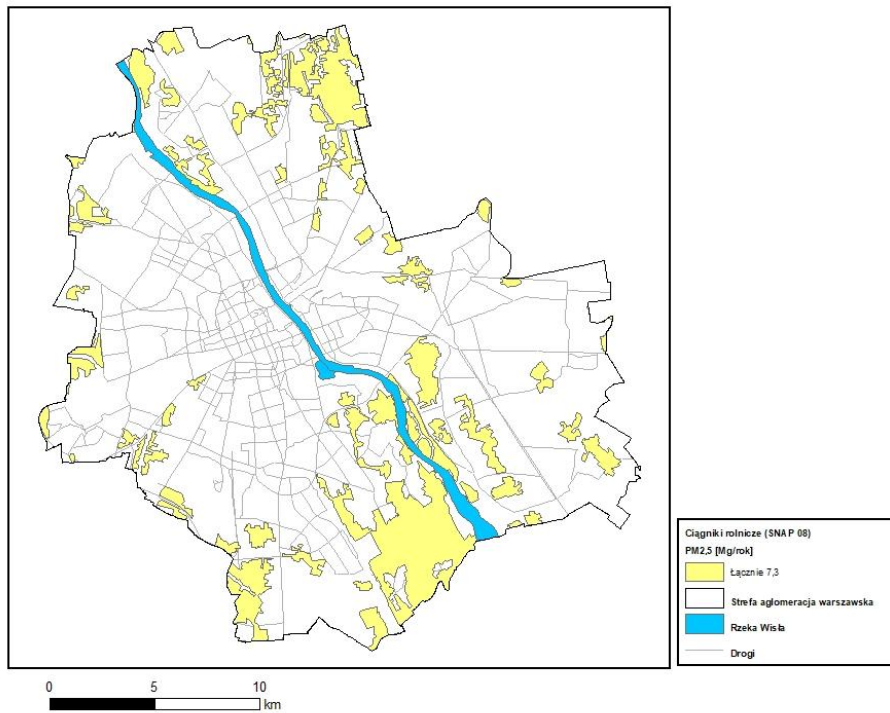 Ciągniki rolnicze (SNAP 08)
PM2,5 [Mg/rok]
Łącznie 7,3
Strefa aglomeracja warszawska
Rzeka Wisła
Drogi
0 5 10
km